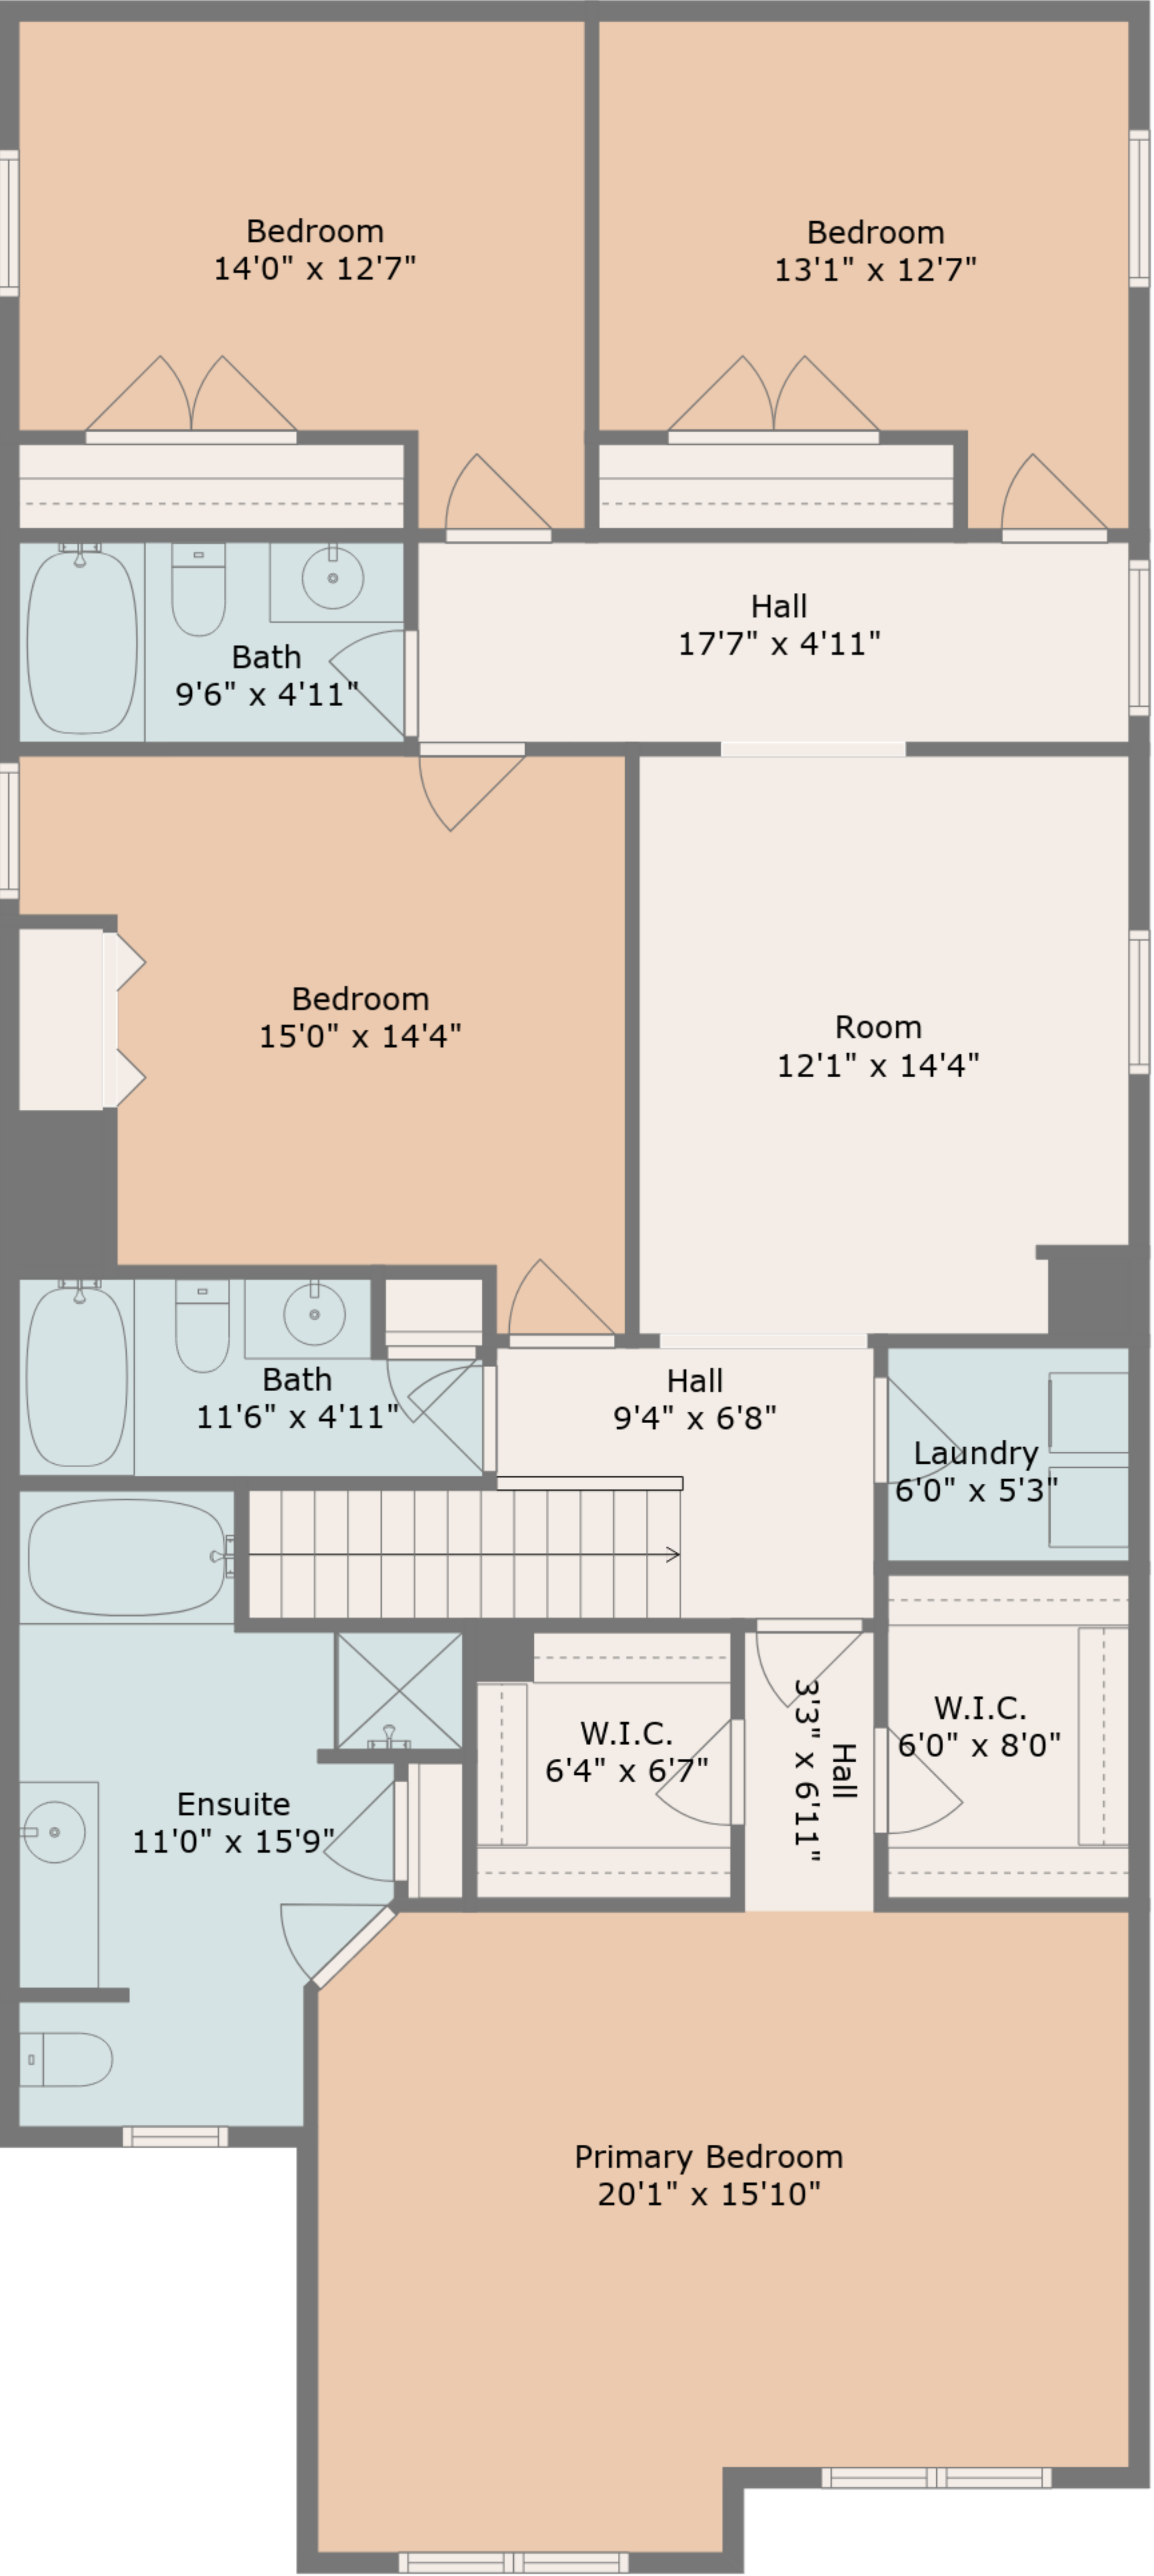 Bedroom
14'0" x 12'7"
Bedroom
13'1" x 12'7"
Hall
17'7" x 4'11"
Bath
9'6" x 4'11"
Bedroom
15'0" x 14'4"
Room
12'1" x 14'4"
Bath
11'6" x 4'11"
Hall
9'4" x 6'8"
Laundry
6'0" x 5'3"
W.I.C.
6'4" x 6'7"
Hall
3'3" x 6'11"
W.I.C.
6'0" x 8'0"
Ensuite
11'0" x 15'9"
Primary Bedroom
20'1" x 15'10"